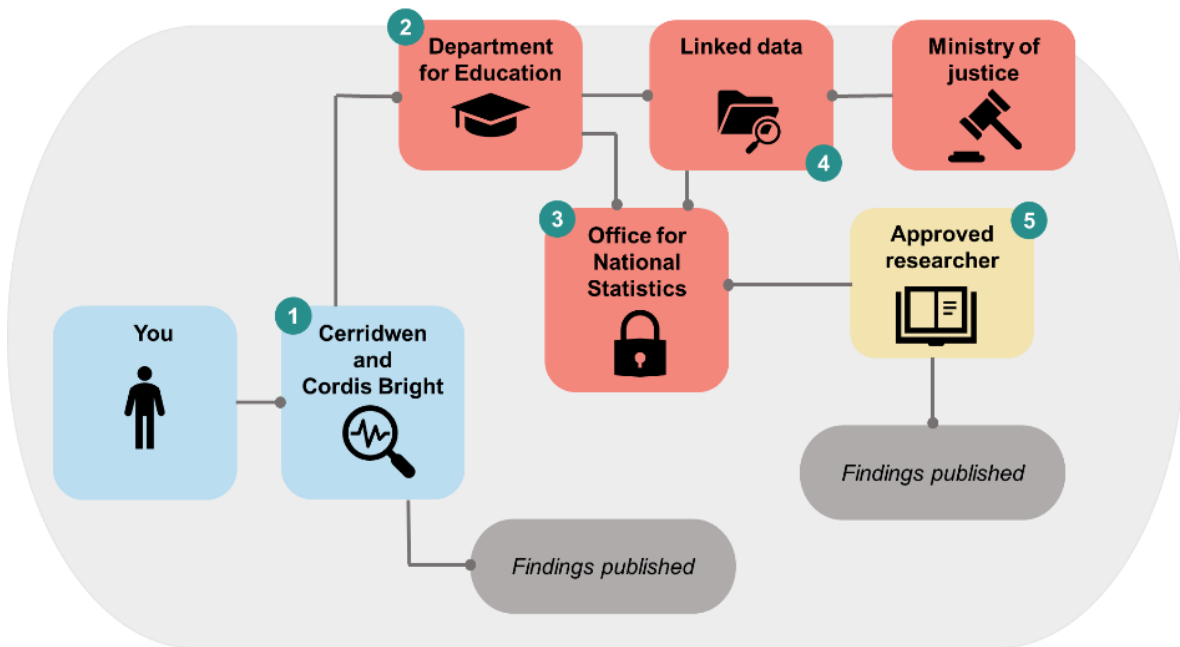 2
Department
for Education
Linked data
4
Ministry of
justice
3
Office for
National
Statistics
5
Approved
researcher
You
1
Cerridwen
and
Cordis Bright
Findings published
Findings published